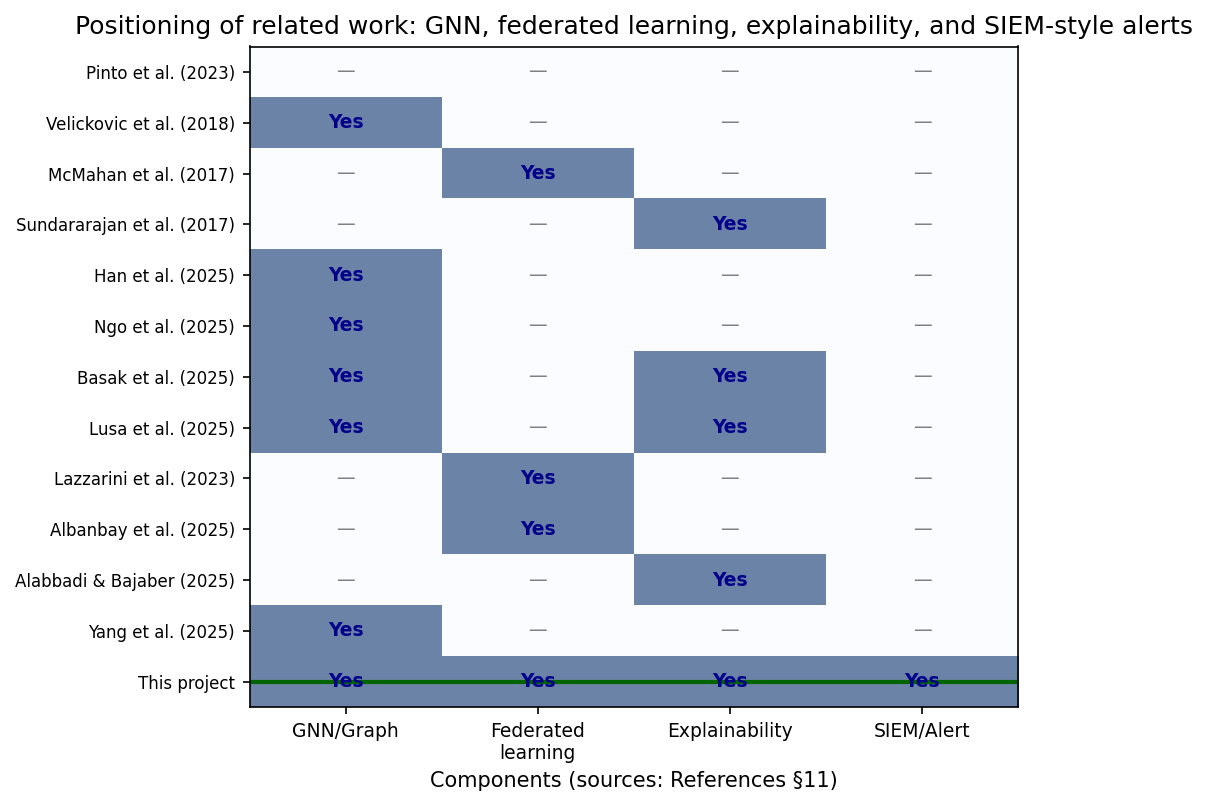 Positioning of related work: GNN, federated learning, explainability, and SIEM-style alerts
Pinto et al. (2023) — — — —
Velickovic et al. (2018) Yes — — —
McMahan et al. (2017) — Yes — —
Sundararajan et al. (2017) — — Yes —
Han et al. (2025) Yes — — —
Ngo et al. (2025) Yes — — —
Basak et al. (2025) Yes — Yes —
Lusa et al. (2025) Yes — Yes —
Lazzarini et al. (2023) — Yes — —
Albanbay et al. (2025) — Yes — —
Alabbadi & Bajaber (2025) — — Yes —
Yang et al. (2025) Yes — — —
This project Yes Yes Yes Yes
GNN/Graph Federated Explainability SIEM/Alert
learning
Components (sources: References §11)